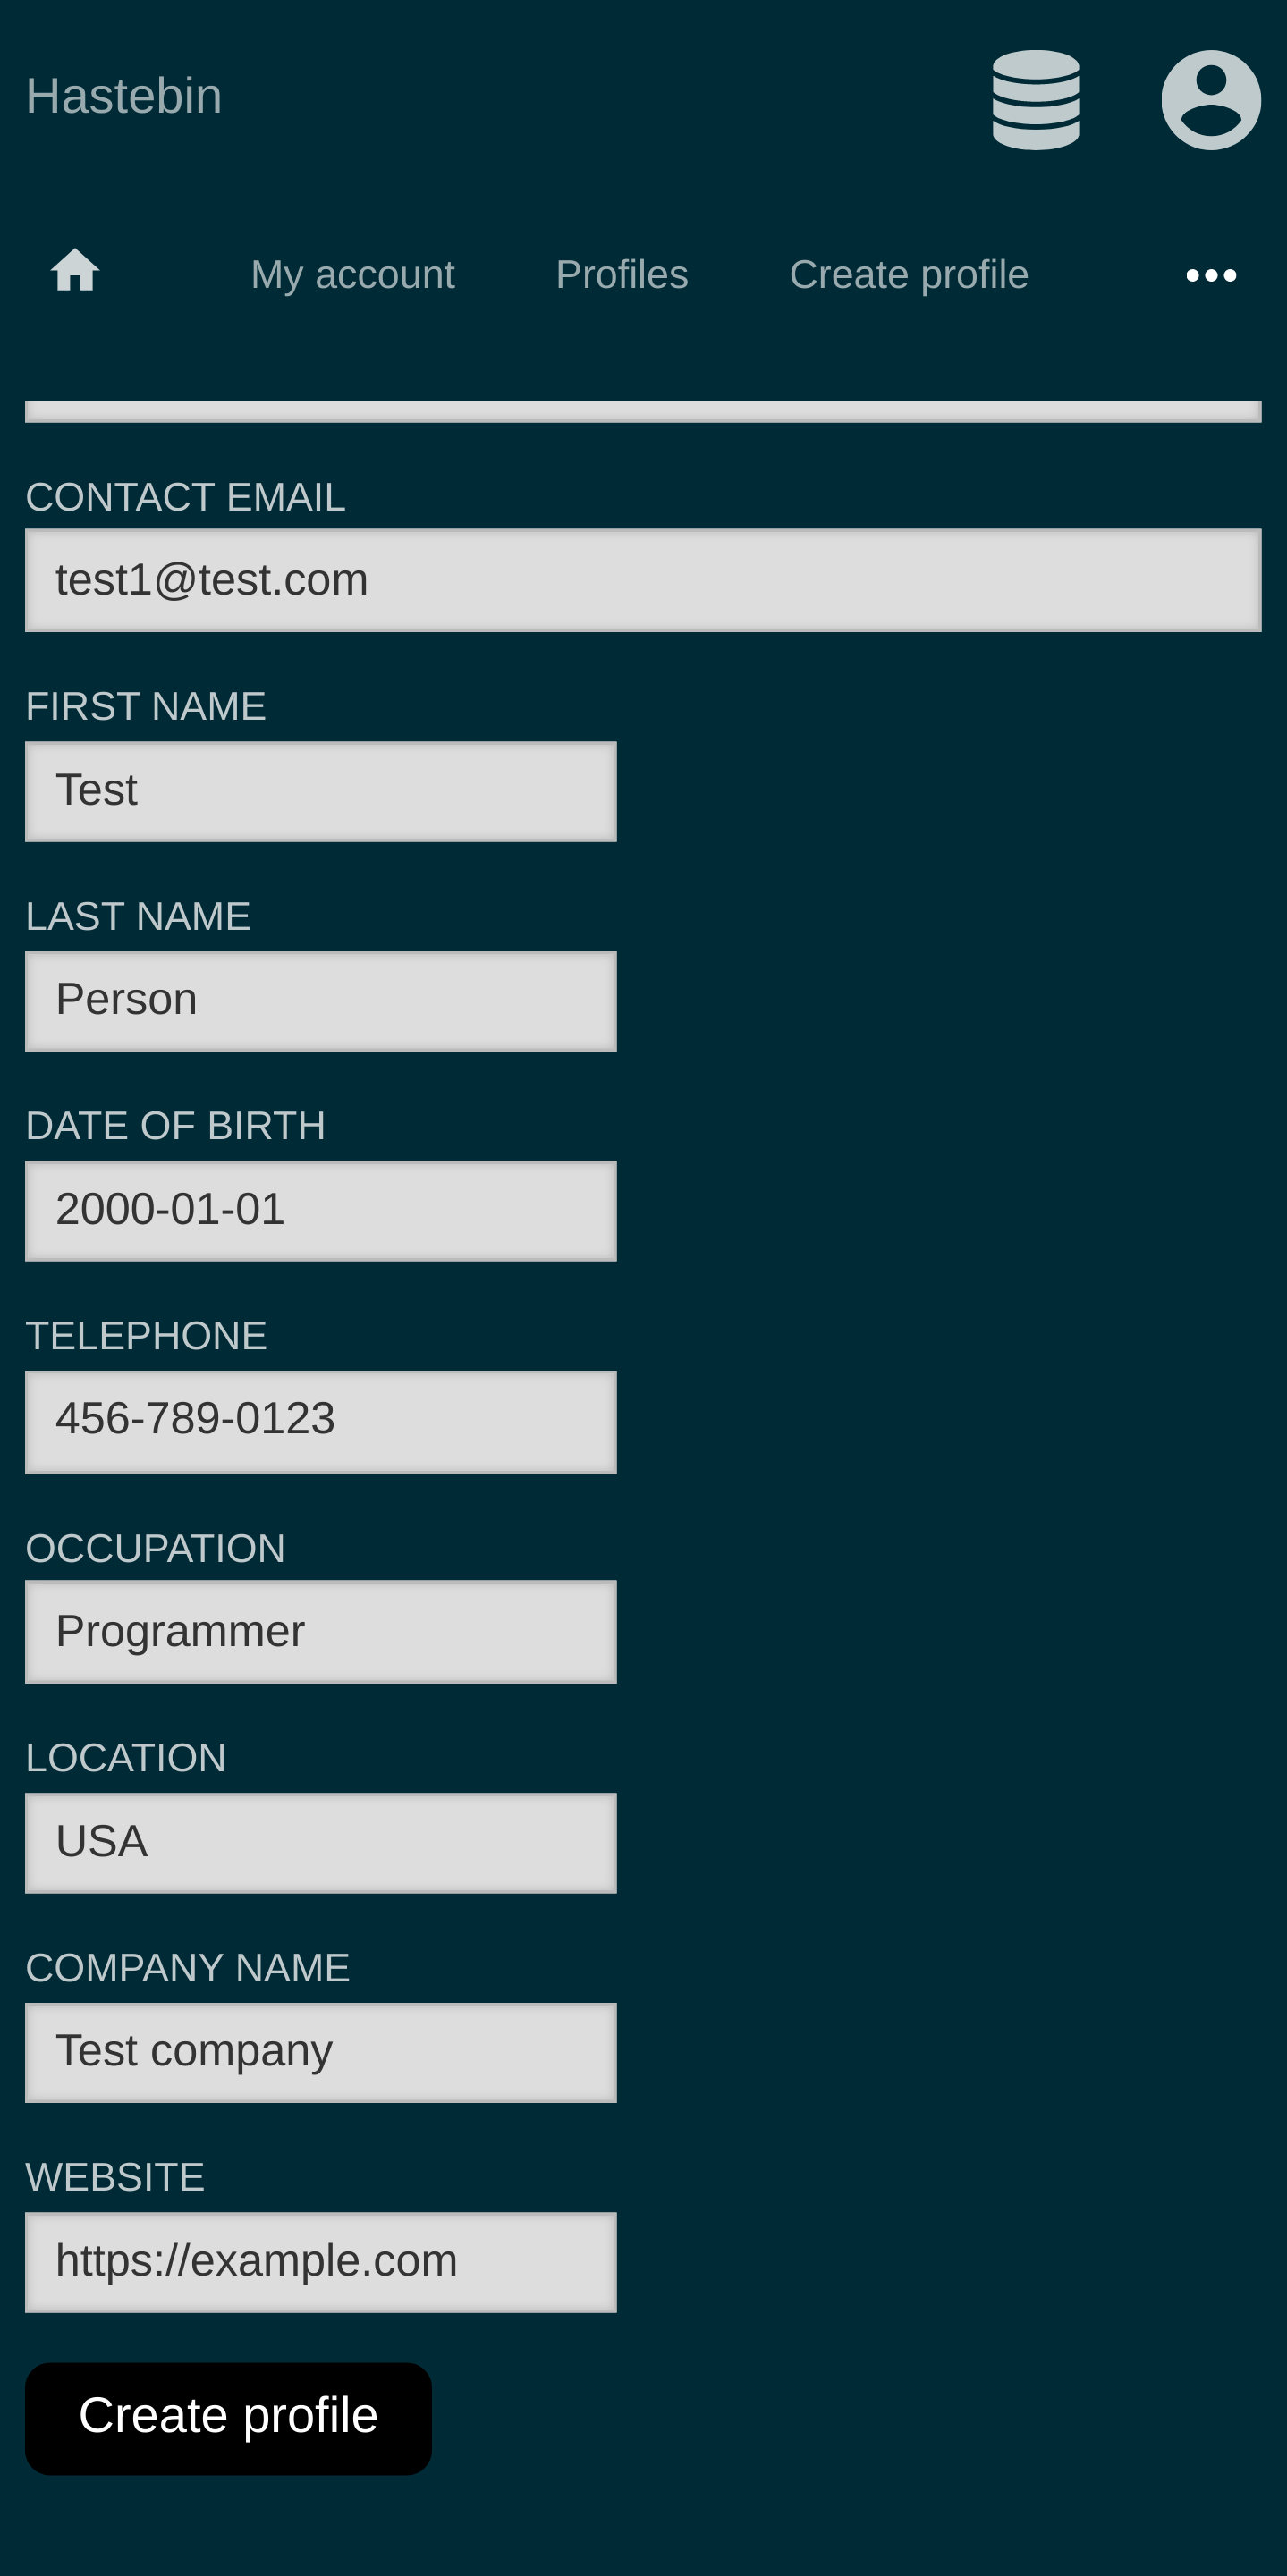 Hastebin
My account Profiles Create profile
CONTACT EMAIL
test1@test.com
FIRST NAME
Test
LAST NAME
Person
DATE OF BIRTH
2000-01-01
TELEPHONE
456-789-0123
OCCUPATION
Programmer
LOCATION
USA
COMPANY NAME
Test company
WEBSITE
https://example.com
Create profile